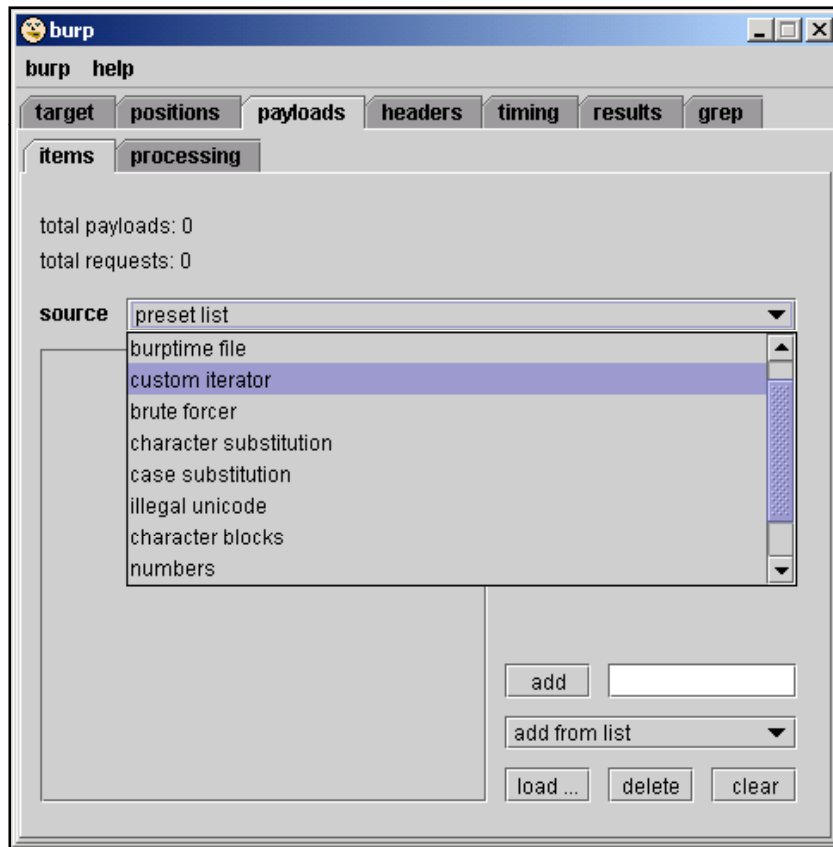 burp
burp help
target positions payloads headers timing results grep
items processing
total payloads: 0
total requests: 0
source preset list
burptime file
custom iterator
brute forcer
character substitution
case substitution
illegal unicode
character blocks
numbers
add
add from list
load ... delete clear